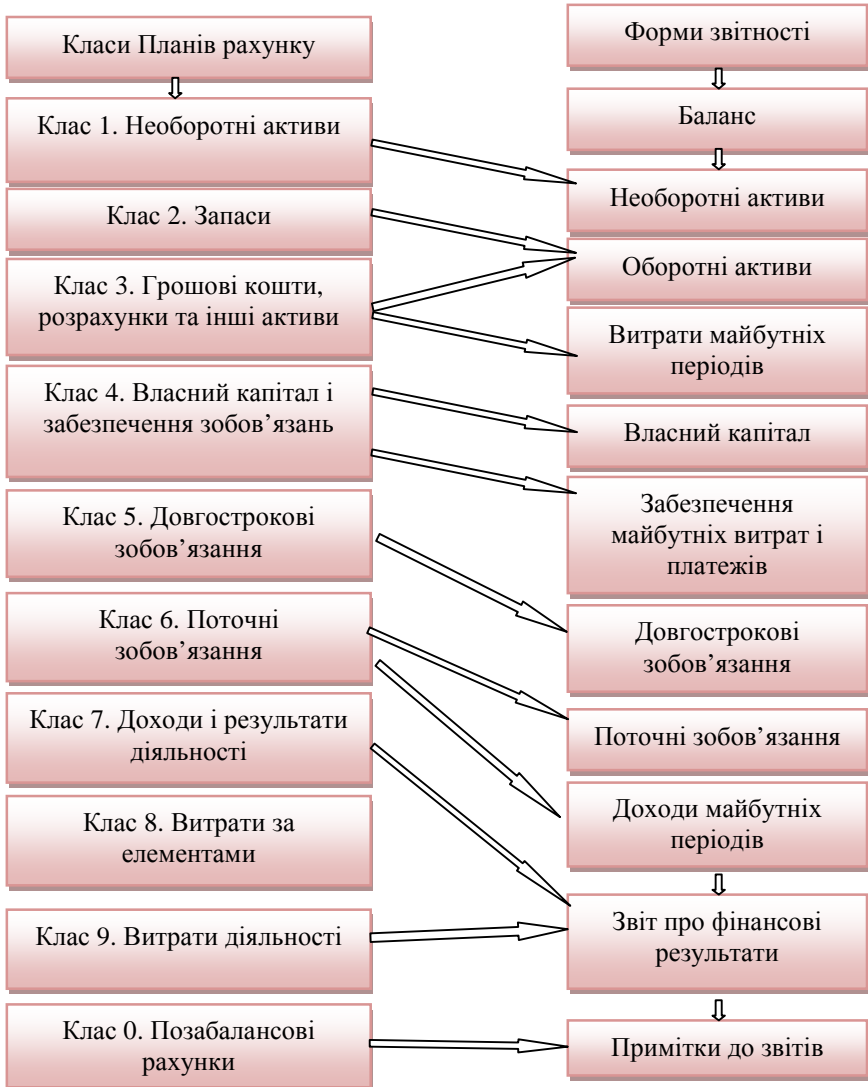 Класи Планів рахунку
Клас 1. Необоротні активи
Клас 2. Запаси
Клас 3. Грошові кошти,
розрахунки та інші активи
Клас 4. Власний капітал і
забезпечення зобов’язань
Клас 5. Довгострокові
зобов’язання
Клас 6. Поточні
зобов’язання
Клас 7. Доходи і результати
діяльності
Клас 8. Витрати за
елементами
Клас 9. Витрати діяльності
Клас 0. Позабалансові
рахунки
Форми звітності
Баланс
Необоротні активи
Оборотні активи
Витрати майбутніх
періодів
Власний капітал
Забезпечення
майбутніх витрат і
платежів
Довгострокові
зобов’язання
Поточні зобов’язання
Доходи майбутніх
періодів
Звіт про фінансові
результати
Примітки до звітів